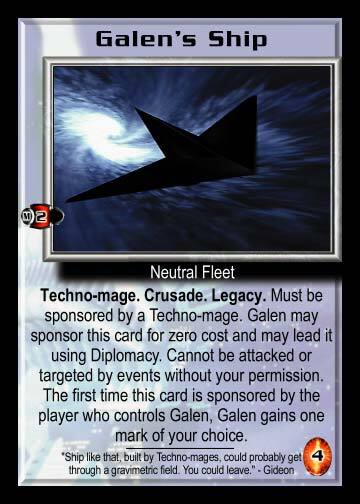 Galen's Ship
M 2
Neutral Fleet
Techno-mage. Crusade. Legacy. Must be
sponsored by a Techno-mage. Galen may
sponsor this card for zero cost and may lead it
using Diplomacy. Cannot be attacked or
targeted by events without your permission.
The first time this card is sponsored by the
player who controls Galen, Galen gains one
mark of your choice.
"Ship like that, built by Techno-mages, could probably get
through a gravimetric field. You could leave." - Gideon
4